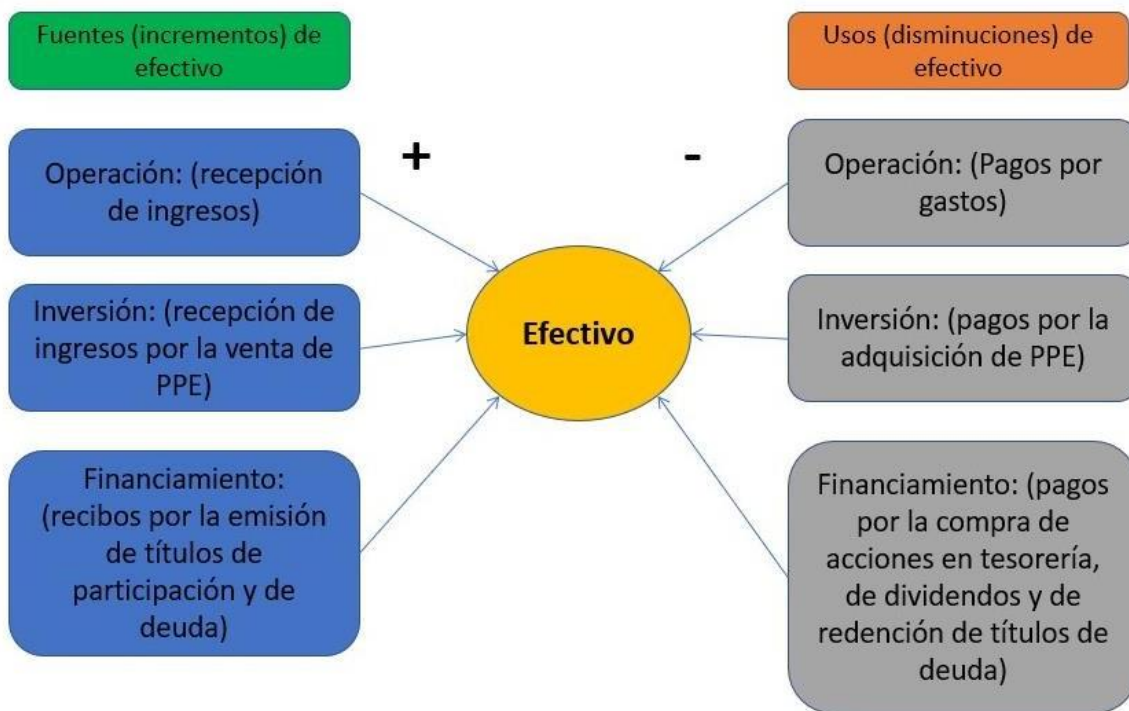 Fuentes (incrementos) de
efectivo
Usos (disminuciones) de
efectivo
+
-
Operación: (recepción
de ingresos)
Operación: (Pagos por
gastos)
Inversión: (recepción de
ingresos por la venta de
PPE)
Efectivo
Inversión: (pagos por la
adquisición de PPE)
Financiamiento:
(recibos por la emisión
de títulos de
participación y de
deuda)
Financiamiento: (pagos
por la compra de
acciones en tesorería,
de dividendos y de
redención de títulos de
deuda)